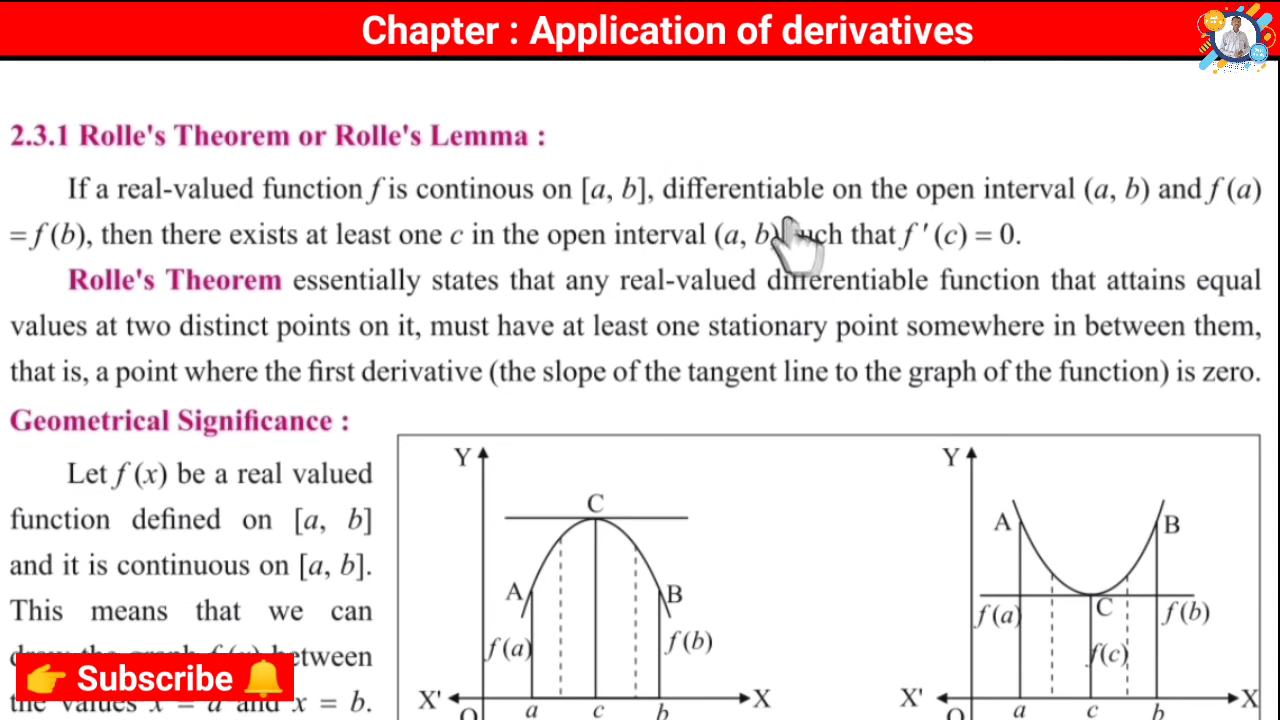 Chapter : Application of derivatives
2.3.1 Rolle's Theorem or Rolle's Lemma :
If a real-valued function f is continous on [a, b], differentiable on the open interval (a, b) and f (a)
= f (b), then there exists at least one c in the open interval (a, b) such that f ' (c) = 0.
Rolle's Theorem essentially states that any real-valued differentiable function that attains equal
values at two distinct points on it, must have at least one stationary point somewhere in between them,
that is, a point where the first derivative (the slope of the tangent line to the graph of the function) is zero.
Geometrical Significance :
Let f (x) be a real valued
function defined on [a, b]
and it is continuous on [a, b].
This means that we can
between
the values x = a and x = b.
👉 Subscribe 🔔
Y
C
A
B
f (a)
f (b)
X'
X
O
a
c
b
Y
A
B
C
f (a)
f (b)
f(c)
X'
X
O
a
c
b